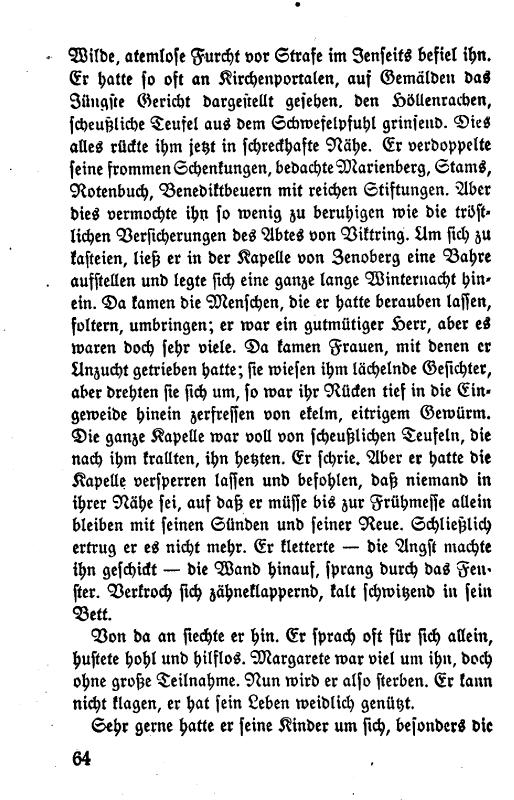 Wilde, atemlose Furcht vor Strafe im Jenseits befiel ihn.
Er hatte so oft an Kirchenportalen, auf Gemälden das
Jüngste Gericht dargestellt gesehen, den Höllenrachen,
scheußliche Teufel aus dem Schwefelpfuhl grinsend. Dies
alles rückte ihm jetzt in schreckhafte Nähe. Er verdoppelte
seine frommen Schenkungen, bedachte Marienberg, Stams,
Rotenbuch, Benediktbeuern mit reichen Stiftungen. Aber
dies vermochte ihn so wenig zu beruhigen wie die tröst-
lichen Versicherungen des Abtes von Viktring. Um sich zu
kasteien, ließ er in der Kapelle von Zenoberg eine Bahre
aufstellen und legte sich eine ganze lange Winternacht hin-
ein. Da kamen die Menschen, die er hatte berauben lassen,
foltern, umbringen; er war ein gutmütiger Herr, aber es
waren doch sehr viele. Da kamen Frauen, mit denen er
Unzucht getrieben hatte; sie wiesen ihm lächelnde Gesichter,
aber drehten sie sich um, so war ihr Rücken tief in die Ein-
geweide hinein zerfressen von ekelm, eitrigem Gewürm.
Die ganze Kapelle war voll von scheußlichen Teufeln, die
nach ihm krallten, ihn hetzten. Er schrie. Aber er hatte die
Kapelle versperren lassen und befohlen, daß niemand in
ihrer Nähe sei, auf daß er müsse bis zur Frühmesse allein
bleiben mit seinen Sünden und seiner Reue. Schließlich
ertrug er es nicht mehr. Er kletterte — die Angst machte
ihn geschickt — die Wand hinauf, sprang durch das Fen-
ster. Verkroch sich zähneklappernd, kalt schwitzend in sein
Bett.
Von da an siechte er hin. Er sprach oft für sich allein,
hustete hohl und hilflos. Margarete war viel um ihn, doch
ohne große Teilnahme. Nun wird er also sterben. Er kann
nicht klagen, er hat sein Leben weidlich genützt.
Sehr gerne hatte er seine Kinder um sich, besonders die
64